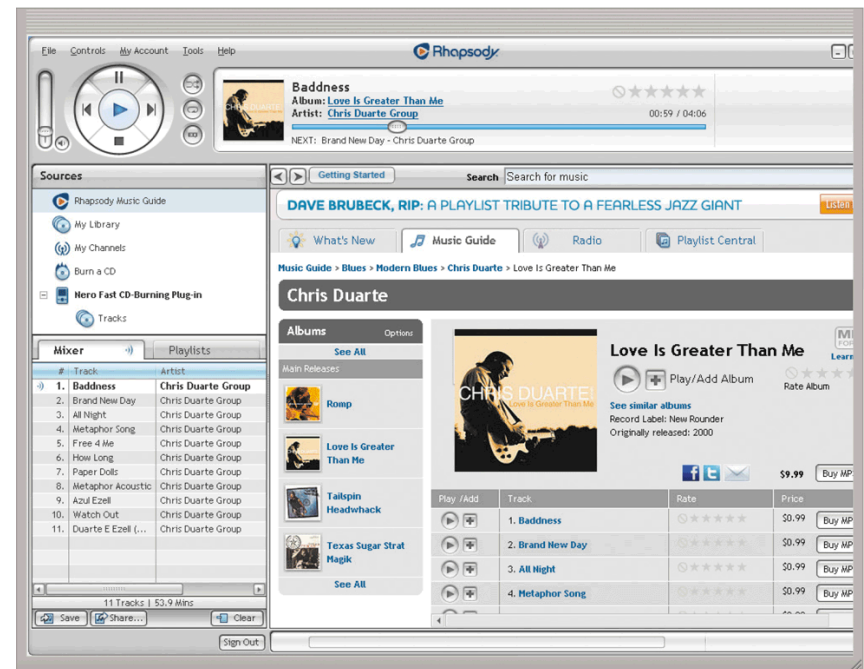 File Controls My Account Tools Help
Rhapsody
Baddness
Album: Love Is Greater Than Me
Artist: Chris Duarte Group
00:59 / 04:06
NEXT: Brand New Day - Chris Duarte Group
Sources
Rhapsody Music Guide
My Library
My Channels
Burn a CD
Nero Fast CD-Burning Plug-in
Tracks
Mixer Playlists
# Track Artist
1. Baddness Chris Duarte Group
2. Brand New Day Chris Duarte Group
3. All Night Chris Duarte Group
4. Metaphor Song Chris Duarte Group
5. Free 4 Me Chris Duarte Group
6. How Long Chris Duarte Group
7. Paper Dolls Chris Duarte Group
8. Metaphor Acoustic Chris Duarte Group
9. Azul Ezell Chris Duarte Group
10. Watch Out Chris Duarte Group
11. Duarte E Ezell (... Chris Duarte Group
11 Tracks | 53.9 Mins
Save Share... Clear
Sign Out
Getting Started Search Search for music
DAVE BRUBECK, RIP: A PLAYLIST TRIBUTE TO A FEARLESS JAZZ GIANT Listen
What's New Music Guide Radio Playlist Central
Music Guide > Blues > Modern Blues > Chris Duarte > Love Is Greater Than Me
Chris Duarte
Albums Options
See All
Main Releases
Romp
Love Is Greater
Than Me
Tailspin
Headwhack
Texas Sugar Strat
Magik
See All
CHRIS DUARTE!
Love Is Greater Than Me
Love Is Greater Than Me
Play/Add Album
Rate Album
See similar albums
Record Label: New Rounder
Originally released: 2000
$9.99 Buy MP
Play /Add Track Rate Price
1. Baddness $0.99 Buy MP
2. Brand New Day $0.99 Buy MP
3. All Night $0.99 Buy MP
4. Metaphor Song $0.99 Buy MP